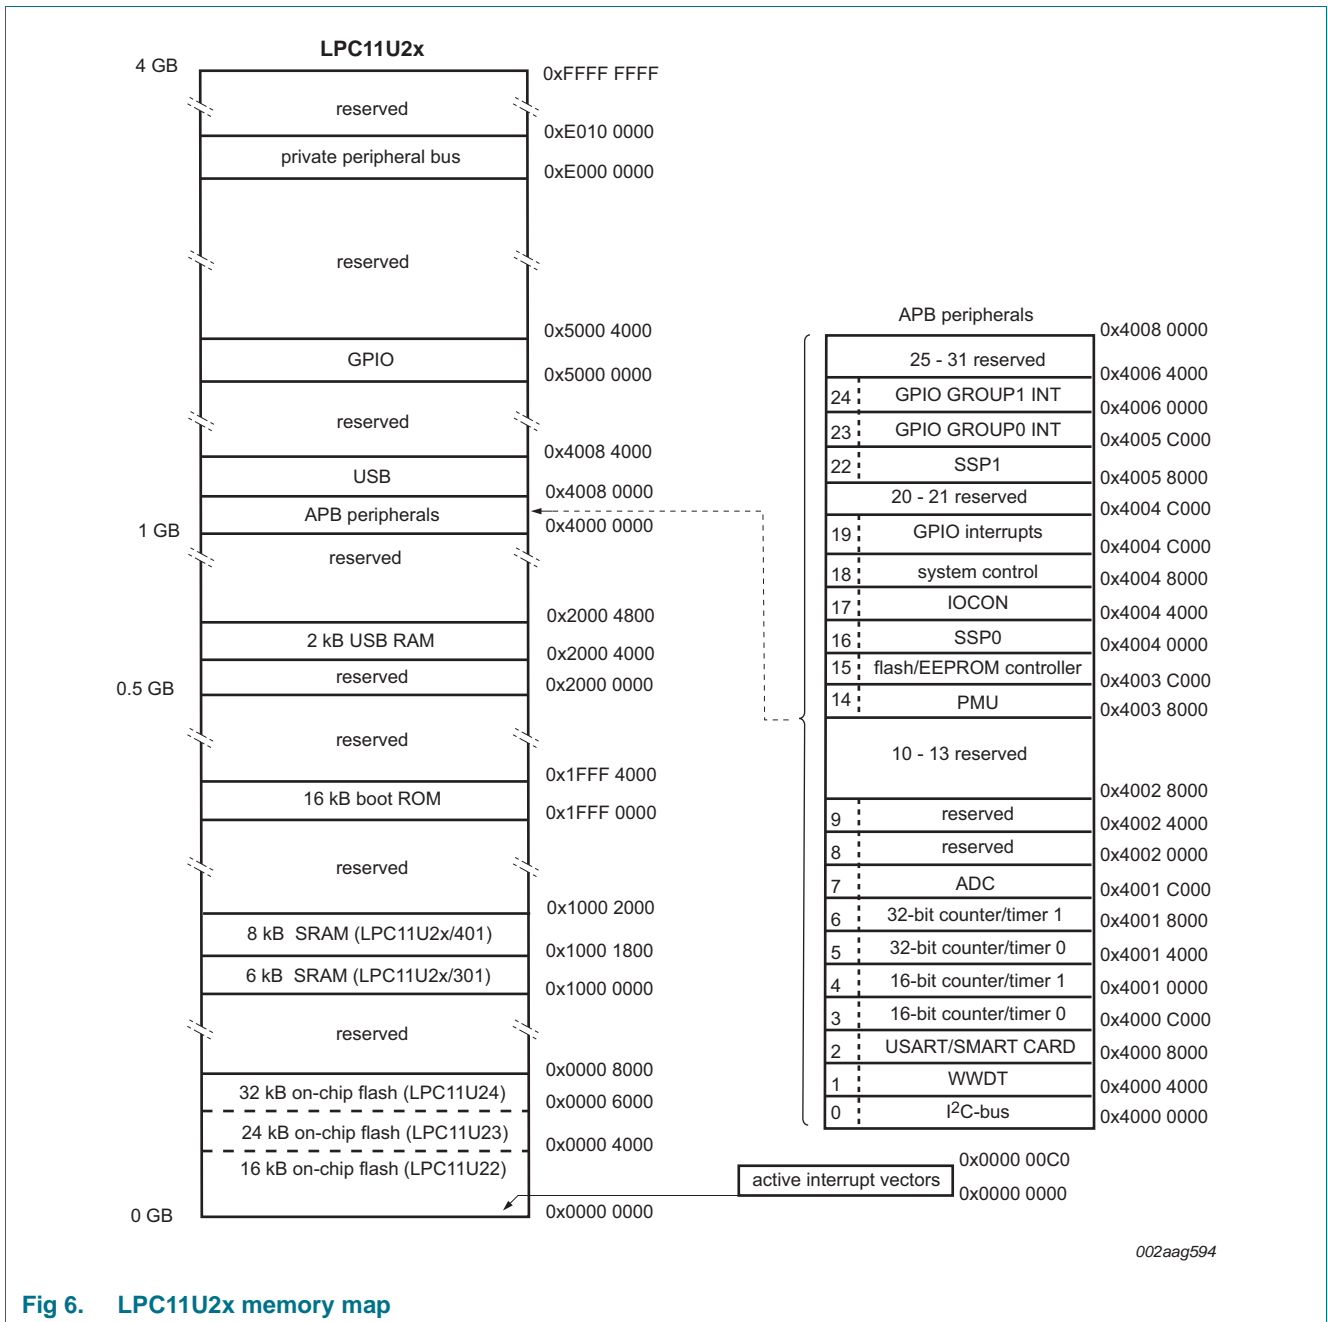 LPC11U2x
4 GB
0xFFFF FFFF
reserved
0xE010 0000
private peripheral bus
0xE000 0000
reserved
0x5000 4000
GPIO
0x5000 0000
reserved
0x4008 4000
USB
0x4008 0000
APB peripherals
0x4000 0000
1 GB
reserved
0x2000 4800
2 kB USB RAM
0x2000 4000
reserved
0x2000 0000
0.5 GB
reserved
0x1FFF 4000
16 kB boot ROM
0x1FFF 0000
reserved
0x1000 2000
8 kB SRAM (LPC11U2x/401)
0x1000 1800
6 kB SRAM (LPC11U2x/301)
0x1000 0000
reserved
0x0000 8000
32 kB on-chip flash (LPC11U24)
0x0000 6000
24 kB on-chip flash (LPC11U23)
0x0000 4000
16 kB on-chip flash (LPC11U22)
0 GB
0x0000 0000
APB peripherals
0x4008 0000
25 - 31 reserved
0x4006 4000
24 GPIO GROUP1 INT
0x4006 0000
23 GPIO GROUP0 INT
0x4005 C000
22 SSP1
0x4005 8000
20 - 21 reserved
0x4004 C000
19 GPIO interrupts
0x4004 C000
18 system control
0x4004 8000
17 IOCON
0x4004 4000
16 SSP0
0x4004 0000
15 flash/EEPROM controller
0x4003 C000
14 PMU
0x4003 8000
10 - 13 reserved
0x4002 8000
9 reserved
0x4002 4000
8 reserved
0x4002 0000
7 ADC
0x4001 C000
6 32-bit counter/timer 1
0x4001 8000
5 32-bit counter/timer 0
0x4001 4000
4 16-bit counter/timer 1
0x4001 0000
3 16-bit counter/timer 0
0x4000 C000
2 USART/SMART CARD
0x4000 8000
1 WWDT
0x4000 4000
0 I2C-bus
0x4000 0000
0x0000 00C0
active interrupt vectors
0x0000 0000
002aag594
Fig 6. LPC11U2x memory map